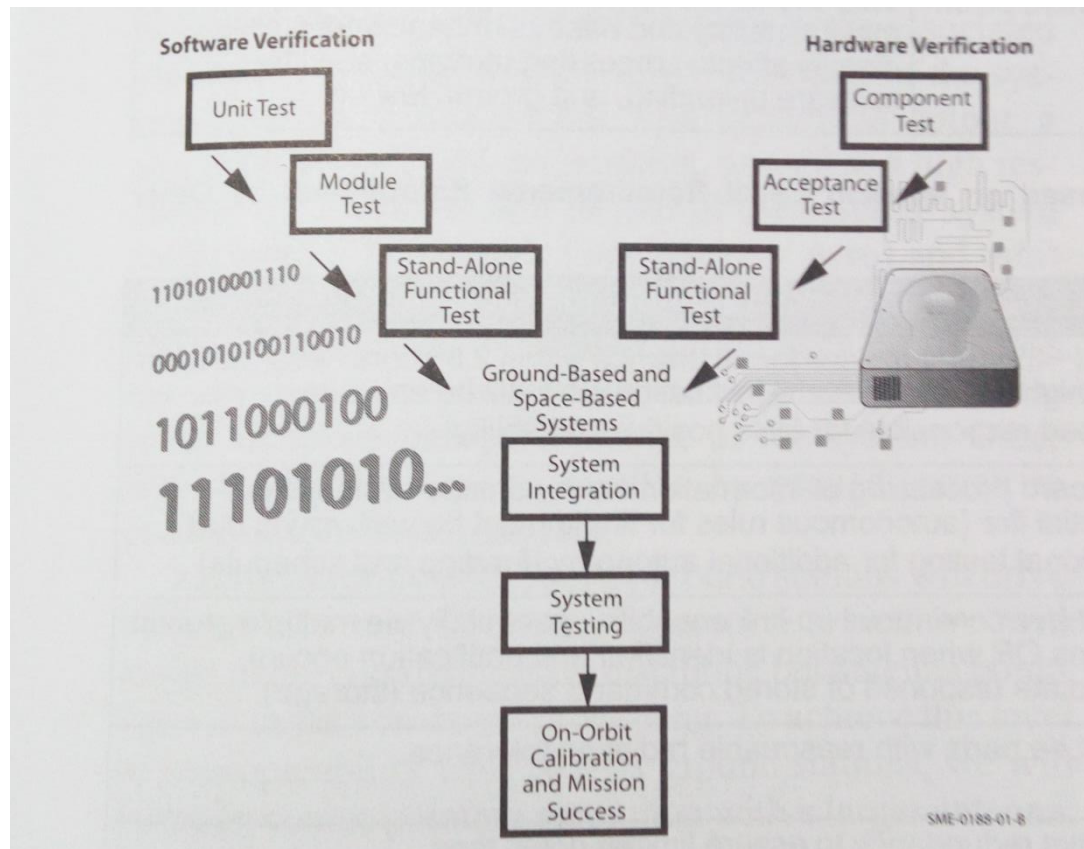 Software Verification
Hardware Verification
Unit Test
Component
Test
Module
Test
Acceptance
Test
Stand-Alone
Functional
Test
Stand-Alone
Functional
Test
1101010001110
000101010011 0010
1011000100
11101010...
Ground-Based and
Space-Based
Systems
System
Integration
System
Testing
On-Orbit
Calibration
and Mission
Success
SME-0188-01-B